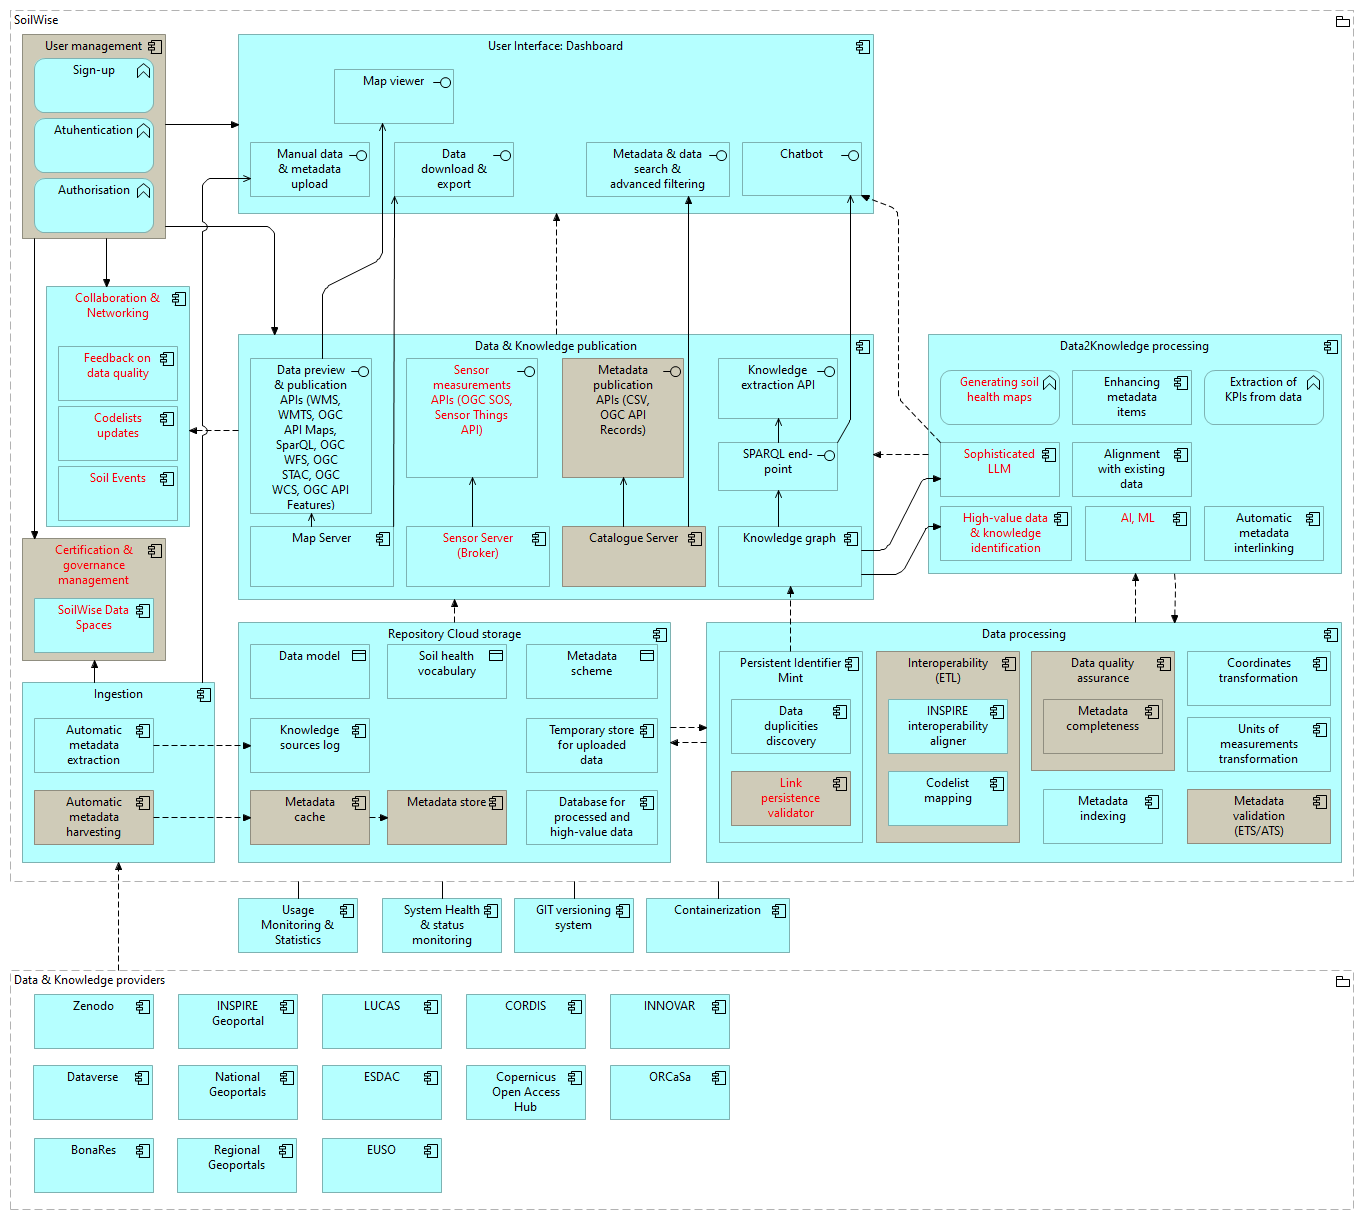 SoilWise
User management
Sign-up
Atuhentication
Authorisation
User Interface: Dashboard
Map viewer
Manual data
& metadata
upload
Data
download &
export
Metadata & data
search &
advanced filtering
Chatbot
Collaboration &
Networking
Feedback on
data quality
Codelists
updates
Soil Events
Data & Knowledge publication
Data preview
& publication
APIs (WMS,
WMTS, OGC
API Maps,
SparQL, OGC
WFS, OGC
STAC, OGC
WCS, OGC API
Features)
Sensor
measurements
APIs (OGC SOS,
Sensor Things
API)
Metadata
publication
APIs (CSV,
OGC API
Records)
Knowledge
extraction API
SPARQL end-
point
Map Server
Sensor Server
(Broker)
Catalogue Server
Knowledge graph
Data2Knowledge processing
Generating soil
health maps
Enhancing
metadata
items
Extraction of
KPIs from data
Sophisticated
LLM
Alignment
with existing
data
High-value data
& knowledge
identification
AI, ML
Automatic
metadata
interlinking
Certification &
governance
management
SoilWise Data
Spaces
Ingestion
Automatic
metadata
extraction
Automatic
metadata
harvesting
Repository Cloud storage
Data model
Soil health
vocabulary
Metadata
scheme
Knowledge
sources log
Temporary store
for uploaded
data
Metadata
cache
Metadata store
Database for
processed and
high-value data
Data processing
Persistent Identifier
Mint
Data
duplicities
discovery
Link
persistence
validator
Interoperability
(ETL)
INSPIRE
interoperability
aligner
Codelist
mapping
Data quality
assurance
Metadata
completeness
Metadata
indexing
Coordinates
transformation
Units of
measurements
transformation
Metadata
validation
(ETS/ATS)
Usage
Monitoring &
Statistics
System Health
& status
monitoring
GIT versioning
system
Containerization
Data & Knowledge providers
Zenodo
INSPIRE
Geoportal
LUCAS
CORDIS
INNOVAR
Dataverse
National
Geoportals
ESDAC
Copernicus
Open Access
Hub
ORCaSa
BonaRes
Regional
Geoportals
EUSO